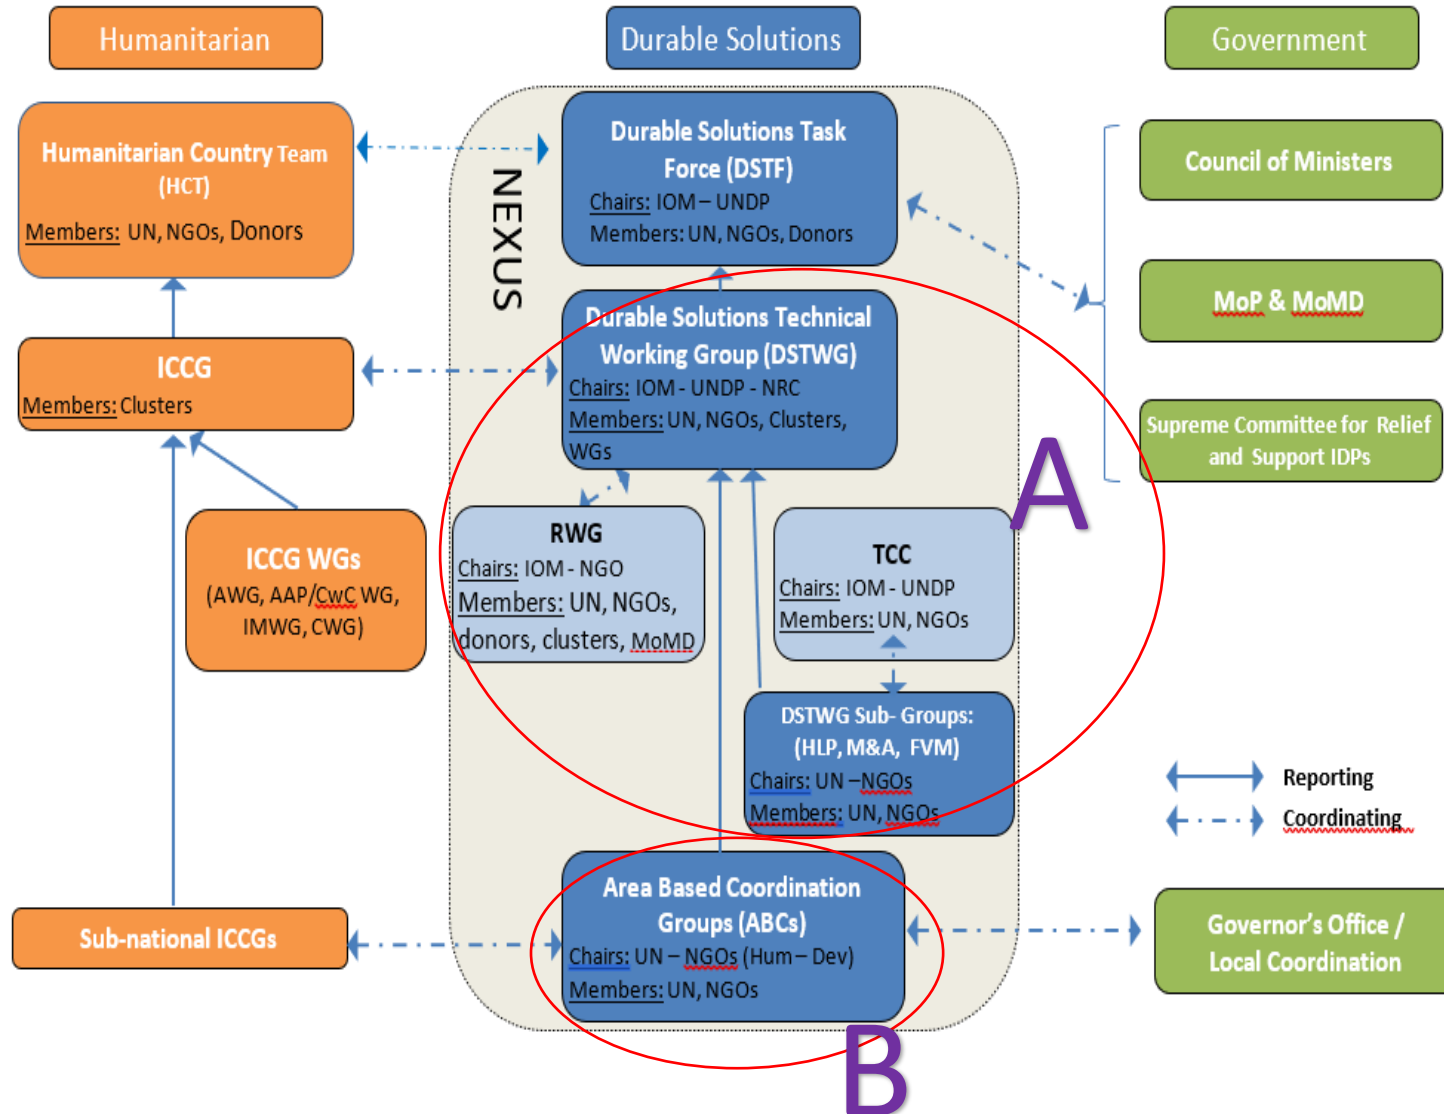 Humanitarian
Durable Solutions
Government
Humanitarian Country Team
(HCT)
Members: UN, NGOs, Donors
ICCG
Members: Clusters
ICCG WGs
(AWG, AAP/CwC WG,
IMWG, CWG)
Sub-national ICCGs
NEXUS
Durable Solutions Task
Force (DSTF)
Chairs: IOM – UNDP
Members: UN, NGOs, Donors
Durable Solutions Technical
Working Group (DSTWG)
Chairs: IOM - UNDP - NRC
Members: UN, NGOs, Clusters,
WGs
RWG
Chairs: IOM - NGO
Members: UN, NGOs,
donors, clusters, MoMD
TCC
Chairs: IOM - UNDP
Members: UN, NGOs
DSTWG Sub- Groups:
(HLP, M&A, FVM)
Chairs: UN –NGOs
Members: UN, NGOs
Area Based Coordination
Groups (ABCs)
Chairs: UN – NGOs (Hum – Dev)
Members: UN, NGOs
A
B
Council of Ministers
MoP & MoMD
Supreme Committee for Relief
and Support IDPs
Reporting
Coordinating
Governor's Office /
Local Coordination